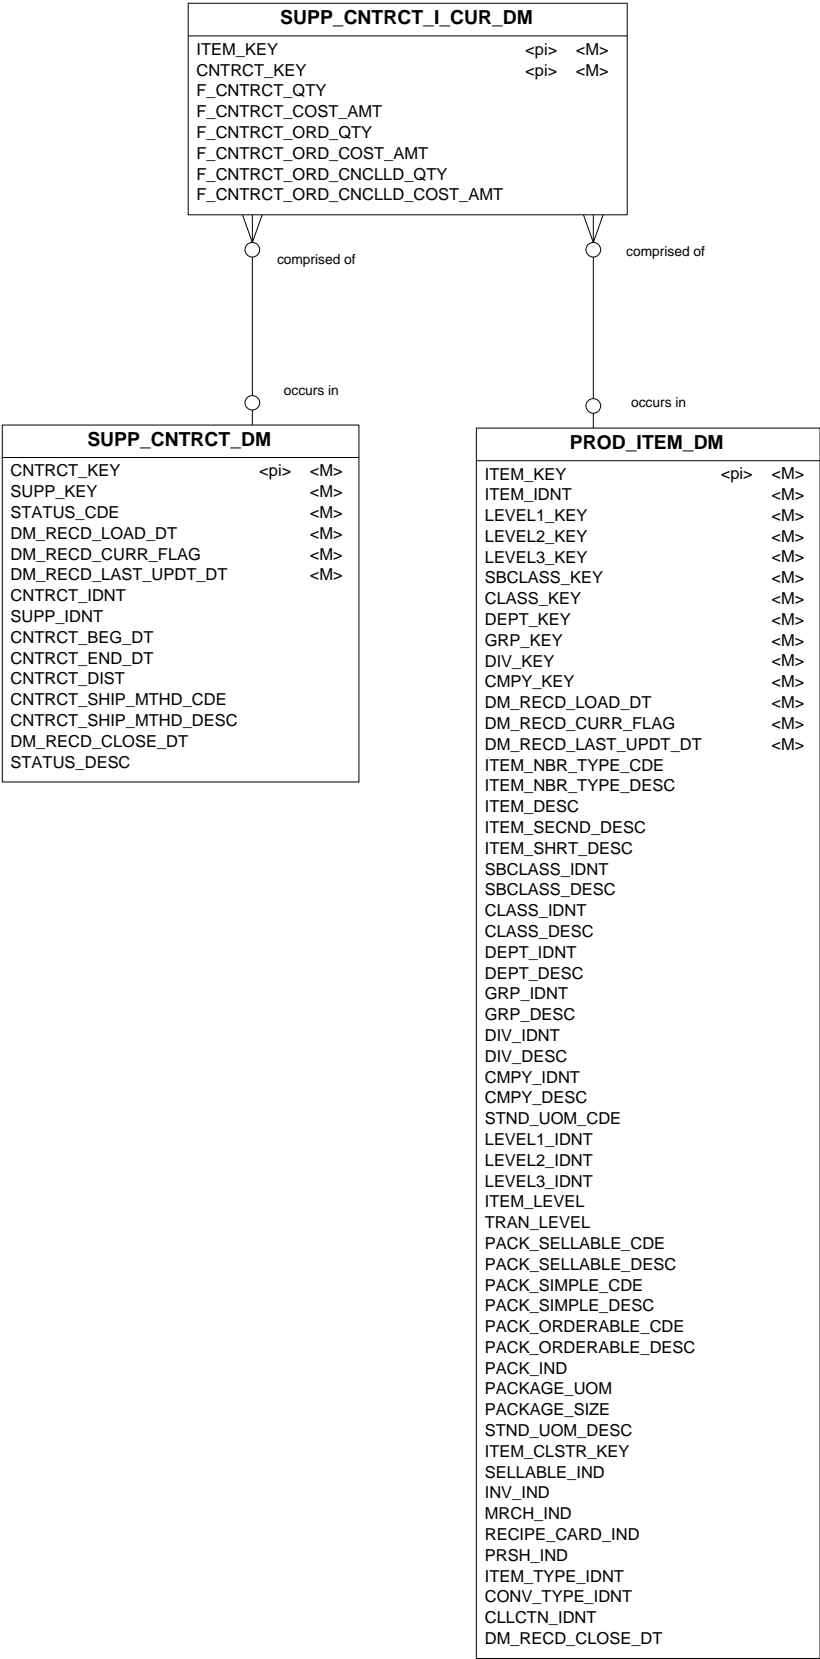 SUPP_CNTRCT_I_CUR_DM
ITEM_KEY <pi> <M>
CNTRCT_KEY <pi> <M>
F_CNTRCT_QTY
F_CNTRCT_COST_AMT
F_CNTRCT_ORD_QTY
F_CNTRCT_ORD_COST_AMT
F_CNTRCT_ORD_CNCLLD_QTY
F_CNTRCT_ORD_CNCLLD_COST_AMT
comprised of
comprised of
occurs in
occurs in
SUPP_CNTRCT_DM
CNTRCT_KEY <pi> <M>
SUPP_KEY <M>
STATUS_CDE <M>
DM_RECD_LOAD_DT <M>
DM_RECD_CURR_FLAG <M>
DM_RECD_LAST_UPDT_DT <M>
CNTRCT_IDNT
SUPP_IDNT
CNTRCT_BEG_DT
CNTRCT_END_DT
CNTRCT_DIST
CNTRCT_SHIP_MTHD_CDE
CNTRCT_SHIP_MTHD_DESC
DM_RECD_CLOSE_DT
STATUS_DESC
PROD_ITEM_DM
ITEM_KEY <pi> <M>
ITEM_IDNT <M>
LEVEL1_KEY <M>
LEVEL2_KEY <M>
LEVEL3_KEY <M>
SBCLASS_KEY <M>
CLASS_KEY <M>
DEPT_KEY <M>
GRP_KEY <M>
DIV_KEY <M>
CMPY_KEY <M>
DM_RECD_LOAD_DT <M>
DM_RECD_CURR_FLAG <M>
DM_RECD_LAST_UPDT_DT <M>
ITEM_NBR_TYPE_CDE
ITEM_NBR_TYPE_DESC
ITEM_DESC
ITEM_SECND_DESC
ITEM_SHRT_DESC
SBCLASS_IDNT
SBCLASS_DESC
CLASS_IDNT
CLASS_DESC
DEPT_IDNT
DEPT_DESC
GRP_IDNT
GRP_DESC
DIV_IDNT
DIV_DESC
CMPY_IDNT
CMPY_DESC
STND_UOM_CDE
LEVEL1_IDNT
LEVEL2_IDNT
LEVEL3_IDNT
ITEM_LEVEL
TRAN_LEVEL
PACK_SELLABLE_CDE
PACK_SELLABLE_DESC
PACK_SIMPLE_CDE
PACK_SIMPLE_DESC
PACK_ORDERABLE_CDE
PACK_ORDERABLE_DESC
PACK_IND
PACKAGE_UOM
PACKAGE_SIZE
STND_UOM_DESC
ITEM_CLSTR_KEY
SELLABLE_IND
INV_IND
MRCH_IND
RECIPE_CARD_IND
PRSH_IND
ITEM_TYPE_IDNT
CONV_TYPE_IDNT
CLLCTN_IDNT
DM_RECD_CLOSE_DT